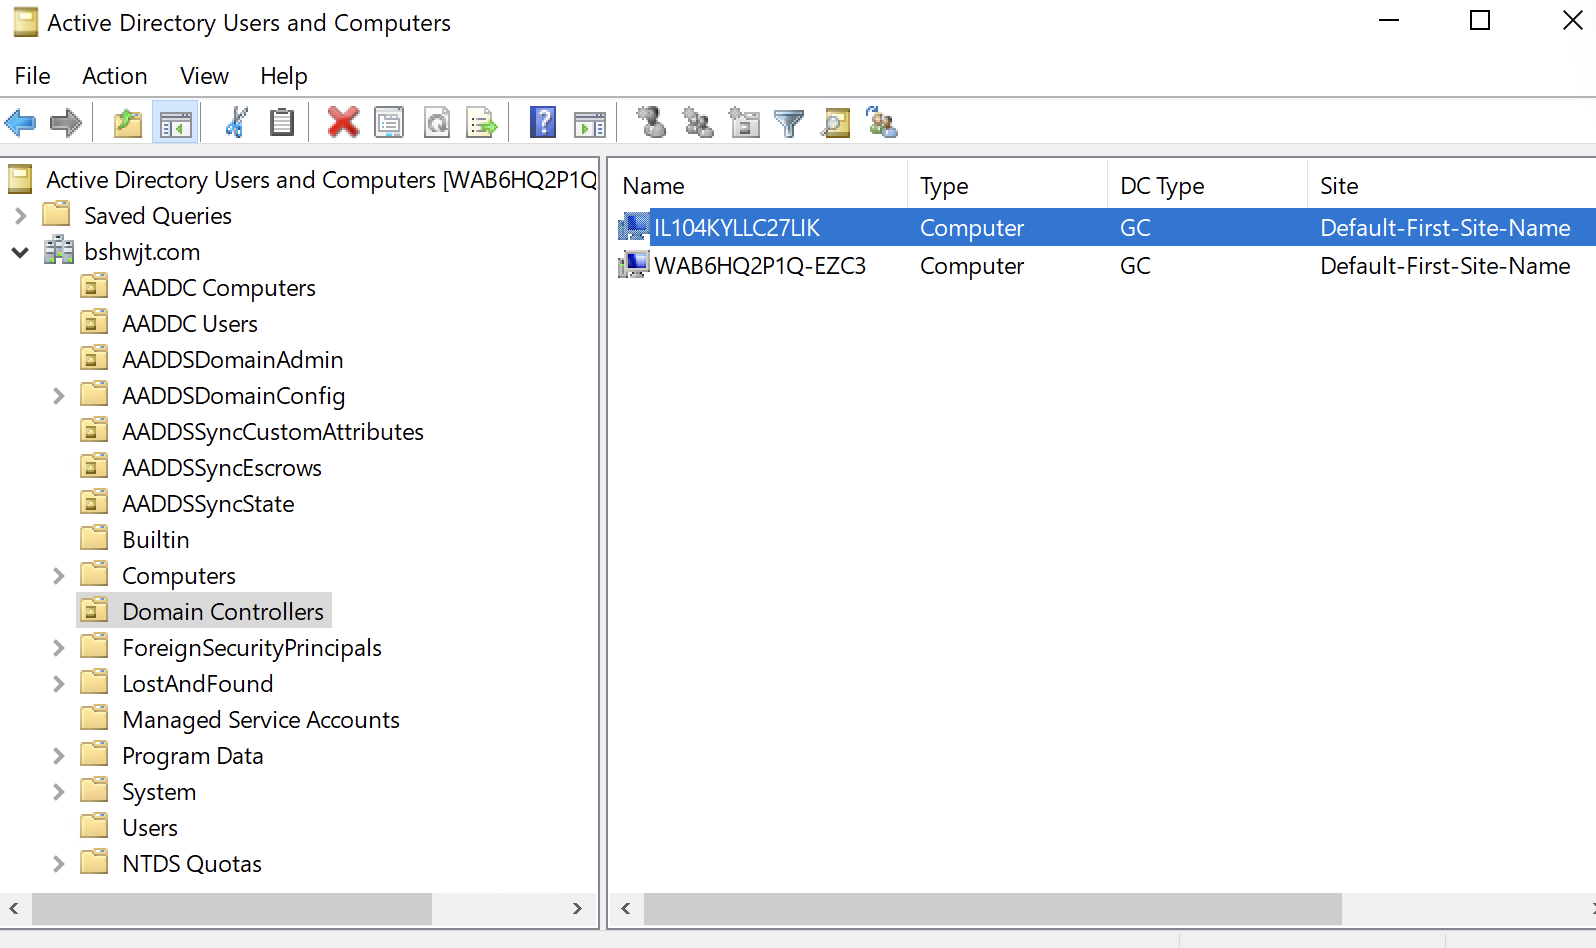 Active Directory Users and Computers
File Action View Help
Active Directory Users and Computers [WAB6HQ2P1Q
Saved Queries
bshwjt.com
AADDC Computers
AADDC Users
AADDSDomainAdmin
AADDSDomainConfig
AADDSSyncCustomAttributes
AADDSSyncEscrows
AADDSSyncState
Builtin
Computers
Domain Controllers
ForeignSecurityPrincipals
LostAndFound
Managed Service Accounts
Program Data
System
Users
NTDS Quotas
Name Type DC Type Site
IL104KYLLC27LIK Computer GC Default-First-Site-Name
WAB6HQ2P1Q-EZC3 Computer GC Default-First-Site-Name